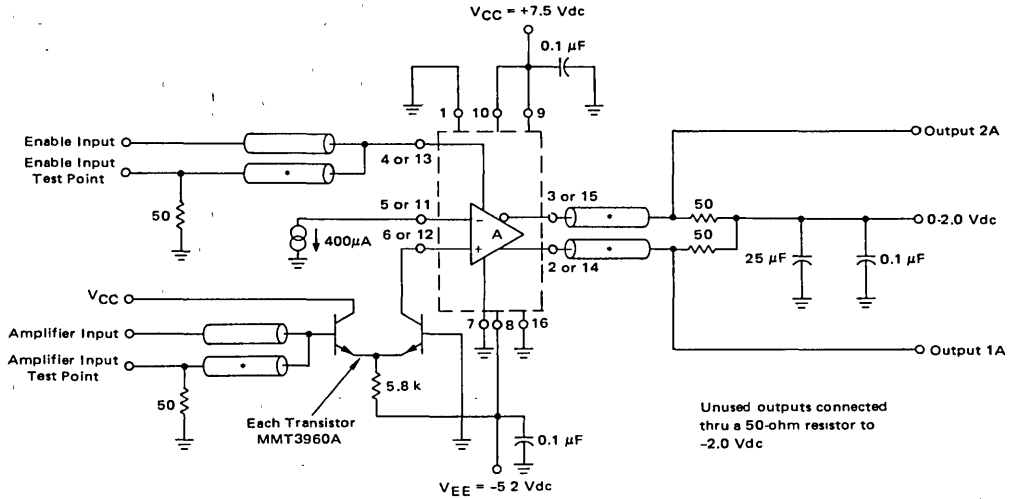 VCC = +7.5 Vdc
0.1 µF
1
10
9
Enable Input
4 or 13
Enable Input
Test Point
50
5 or 11
−
400µA
6 or 12
+
A
3 or 15
50
50
2 or 14
Output 2A
0-2.0 Vdc
25 µF
0.1 µF
Output 1A
VCC
7
8
16
Amplifier Input
Amplifier Input
Test Point
50
5.8 k
Each Transistor
MMT3960A
0.1 µF
VEE = -5 2 Vdc
Unused outputs connected
thru a 50-ohm resistor to
-2.0 Vdc